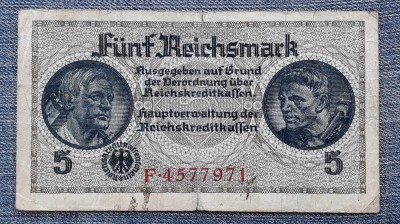 Fünf Reichsmark
Ausgegeben auf Grund
der Verordnung über
Reichskreditkassen
Hauptverwaltung der
Reichskreditkassen
5 5
F·4577971